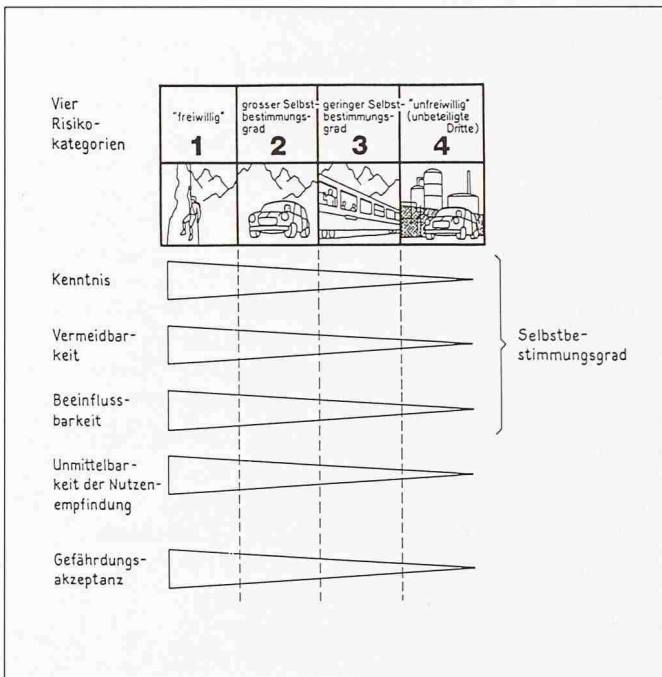 Vier
Risiko-
kategorien
"freiwillig"
1
grosser Selbst-
bestimmungs-
grad
2
geringer Selbst-
bestimmungs-
grad
3
"unfreiwillig"
(unbeteiligte
Dritte)
4
Kenntnis
Vermeidbar-
keit
Beeinfluss-
barkeit
Selbstbe-
stimmungsgrad
Unmittelbar-
keit der Nutzen-
empfindung
Gefährdungs-
akzeptanz